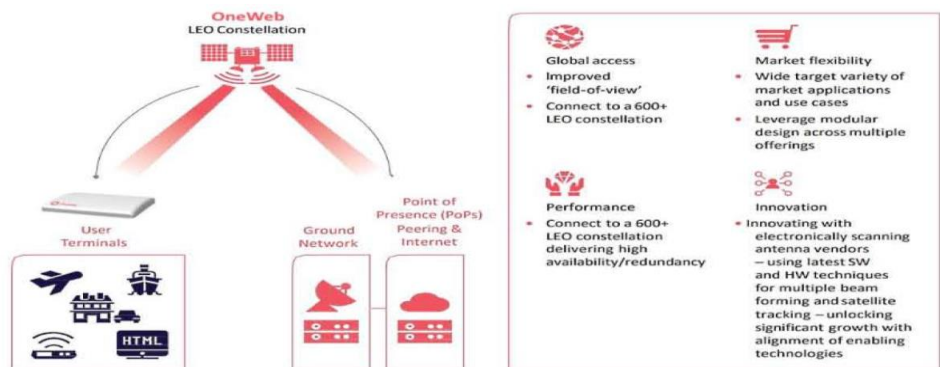 OneWeb
LEO Constellation
User
Terminals
Ground
Network
Point of
Presence (PoPs)
Peering &
Internet
HTML
Global access
• Improved
'field-of-view'
• Connect to a 600+
LEO constellation
Market flexibility
• Wide target variety of
market applications
and use cases
• Leverage modular
design across multiple
offerings
Performance
• Connect to a 600+
LEO constellation
delivering high
availability/redundancy
Innovation
• Innovating with
electronically scanning
antenna vendors
– using latest SW
and HW techniques
for multiple beam
forming and satellite
tracking – unlocking
significant growth with
alignment of enabling
technologies